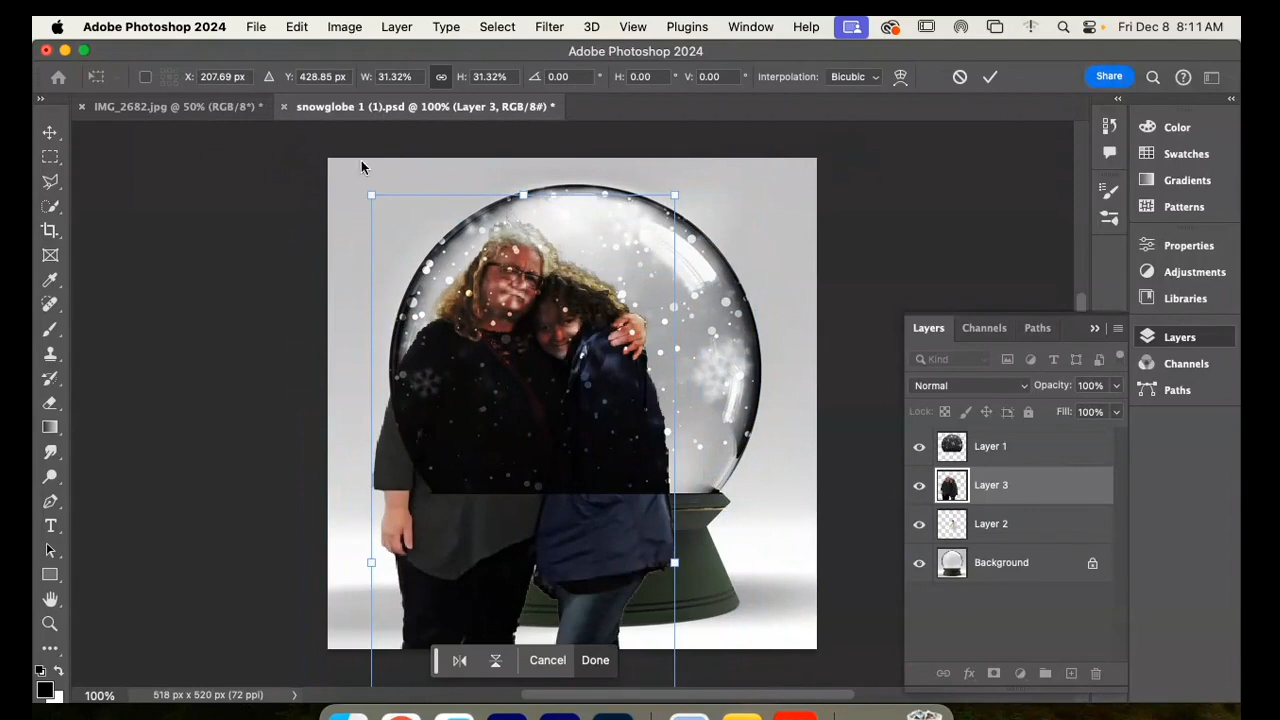 Adobe Photoshop 2024 File Edit Image Layer Type Select Filter 3D View Plugins Window Help Fri Dec 8 8:11 AM
Adobe Photoshop 2024
X: 207.69 px Y: 428.85 px W: 31.32% H: 31.32% 0.00 ° H: 0.00 ° V: 0.00 ° Interpolation: Bicubic Share
IMG_2682.jpg @ 50% (RGB/8*) * snowglobe 1 (1).psd @ 100% (Layer 3, RGB/8#) *
Color
Swatches
Gradients
Patterns
Properties
Adjustments
Libraries
Layers
Channels
Paths
Layers Channels Paths
Kind
Normal Opacity: 100%
Lock: Fill: 100%
Layer 1
Layer 3
Layer 2
Background
Cancel Done
100% 518 px x 520 px (72 ppi)